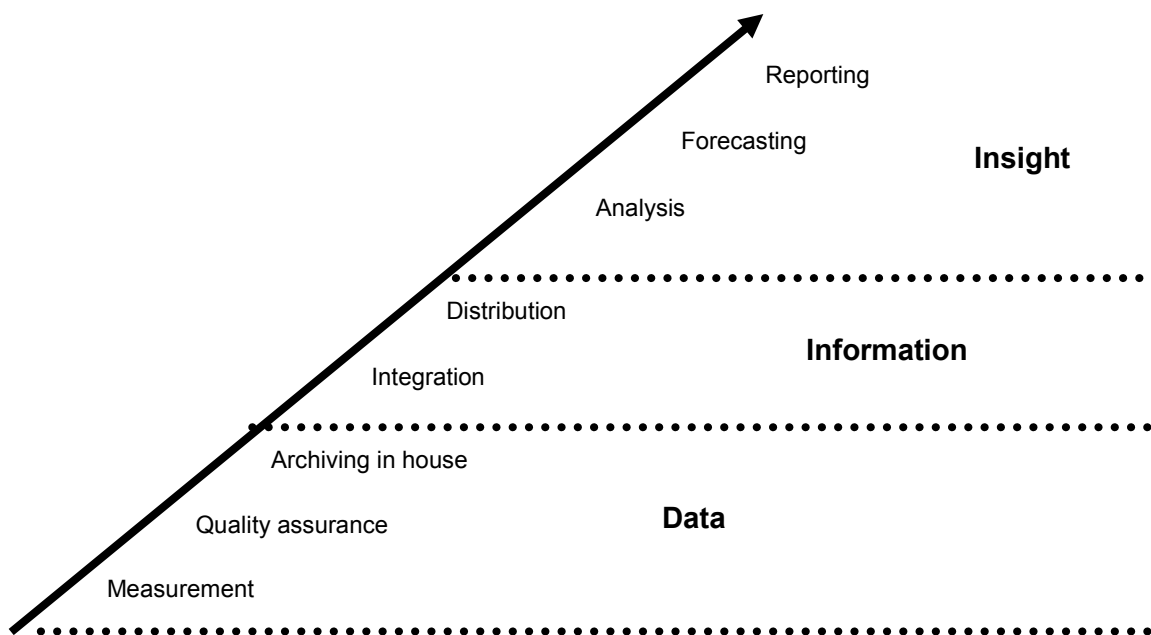 Reporting
Forecasting
Insight
Analysis
Distribution
Information
Integration
Archiving in house
Data
Quality assurance
Measurement